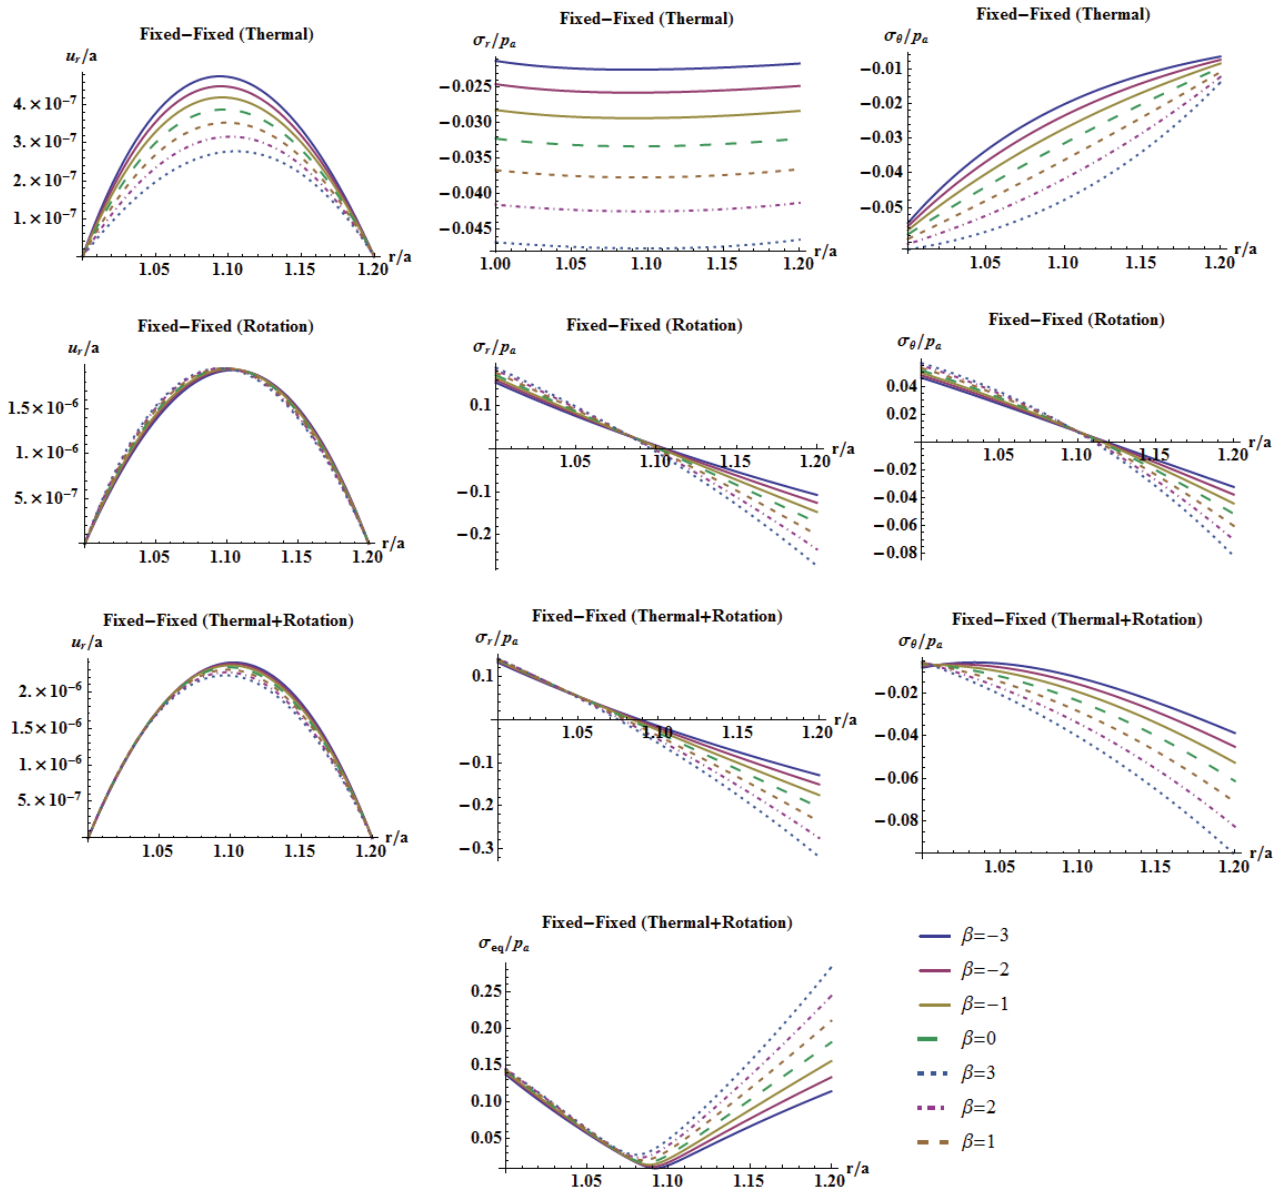 Fixed−Fixed (Thermal)
u_r/a
4×10⁻⁷
3×10⁻⁷
2×10⁻⁷
1×10⁻⁷
1.05
1.10
1.15
1.20
r/a
Fixed−Fixed (Thermal)
σ_r/p_a
−0.025
−0.030
−0.035
−0.040
−0.045
1.00
1.05
1.10
1.15
1.20
r/a
Fixed−Fixed (Thermal)
σ_θ/p_a
−0.01
−0.02
−0.03
−0.04
−0.05
1.05
1.10
1.15
1.20
r/a
Fixed−Fixed (Rotation)
u_r/a
1.5×10⁻⁶
1.×10⁻⁶
5.×10⁻⁷
1.05
1.10
1.15
1.20
r/a
Fixed−Fixed (Rotation)
σ_r/p_a
0.1
−0.1
−0.2
1.05
1.10
1.15
1.20
r/a
Fixed−Fixed (Rotation)
σ_θ/p_a
0.04
0.02
−0.02
−0.04
−0.06
−0.08
1.05
1.10
1.15
1.20
r/a
Fixed−Fixed (Thermal+Rotation)
u_r/a
2.×10⁻⁶
1.5×10⁻⁶
1.×10⁻⁶
5.×10⁻⁷
1.05
1.10
1.15
1.20
r/a
Fixed−Fixed (Thermal+Rotation)
σ_r/p_a
0.1
−0.1
−0.2
−0.3
1.05
1.10
1.15
1.20
r/a
Fixed−Fixed (Thermal+Rotation)
σ_θ/p_a
−0.02
−0.04
−0.06
−0.08
1.05
1.10
1.15
1.20
r/a
Fixed−Fixed (Thermal+Rotation)
σ_eq/p_a
0.25
0.20
0.15
0.10
0.05
1.05
1.10
1.15
1.20
r/a
β=−3
β=−2
β=−1
β=0
β=3
β=2
β=1